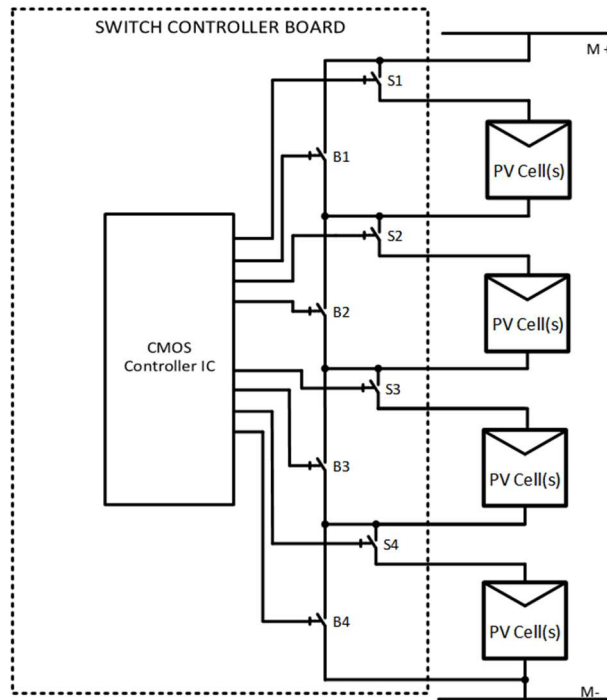 SWITCH CONTROLLER BOARD
M +
S1
PV Cell(s)
B1
S2
PV Cell(s)
B2
CMOS
Controller IC
S3
PV Cell(s)
B3
S4
PV Cell(s)
B4
M-